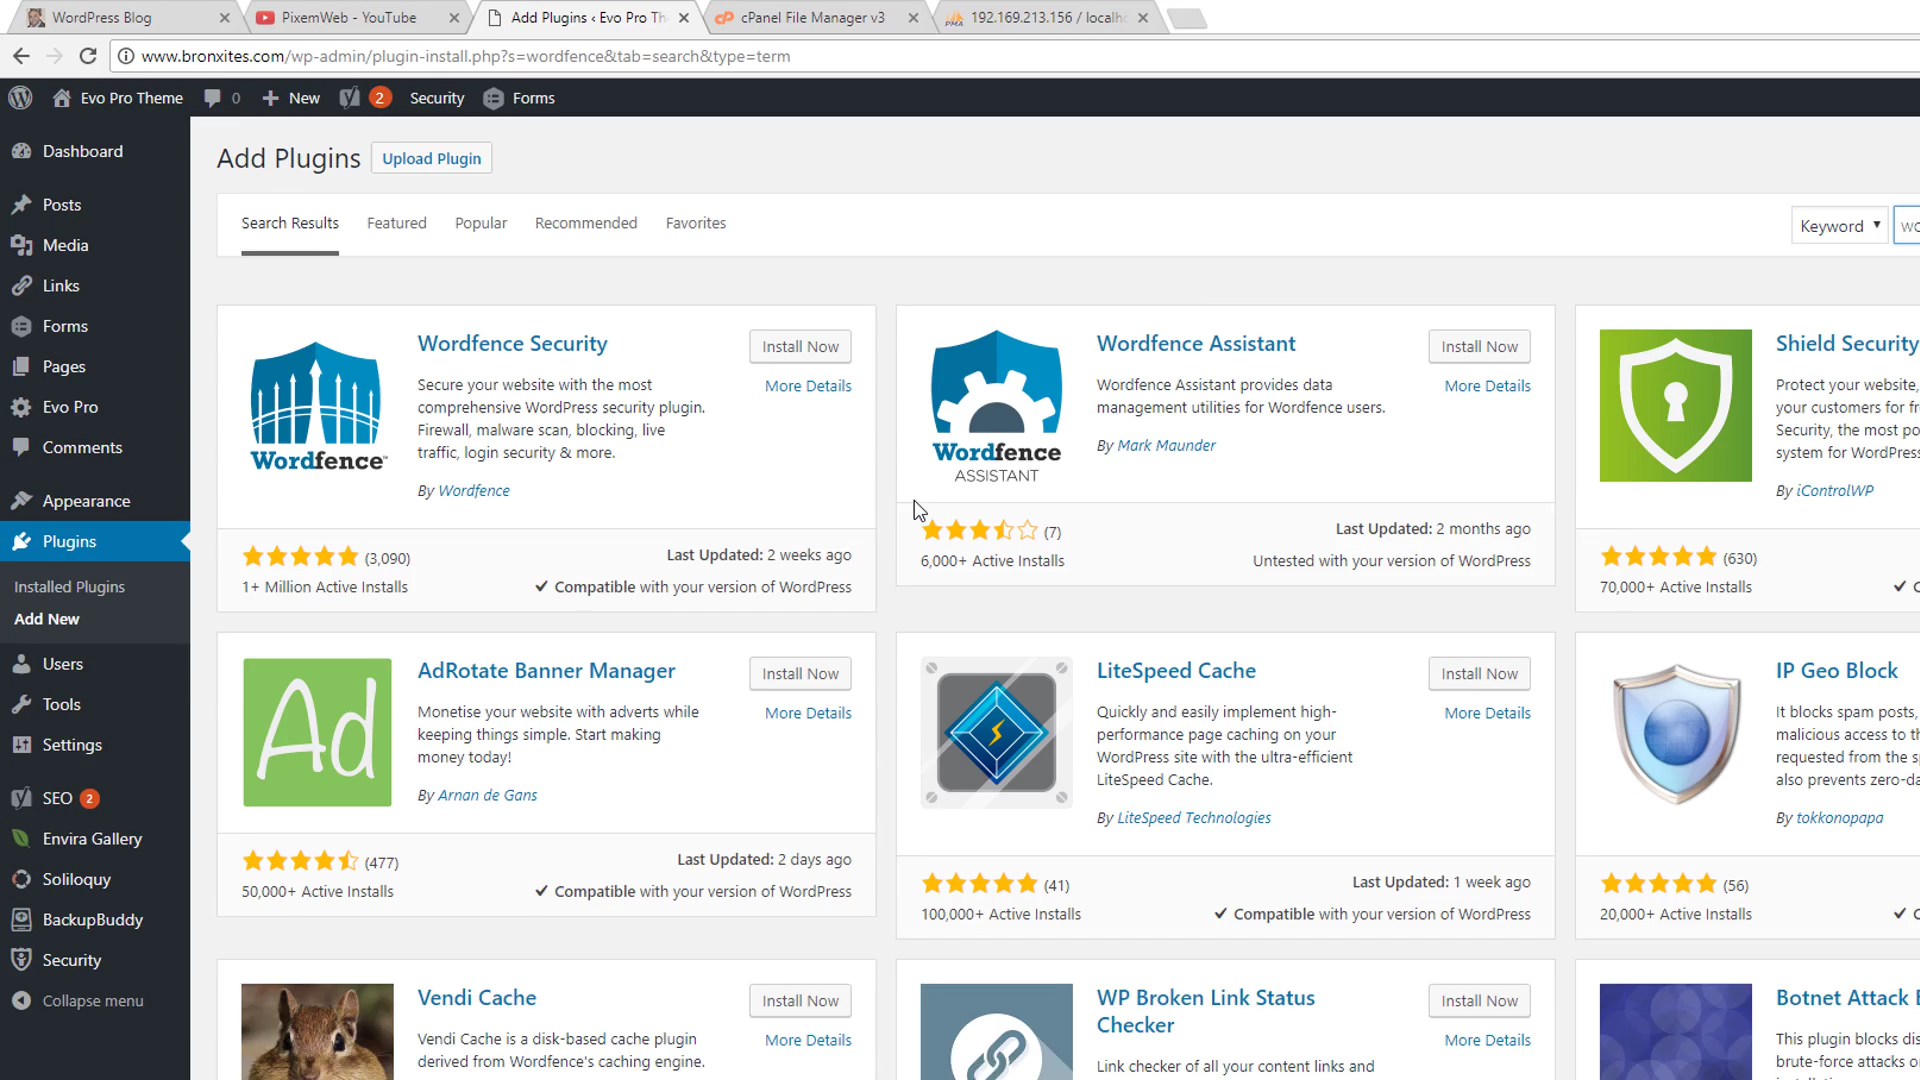 WordPress Blog
PixemWeb - YouTube
Add Plugins ‹ Evo Pro Th
cPanel File Manager v3
192.169.213.156 / localh
www.bronxites.com/wp-admin/plugin-install.php?s=wordfence&tab=search&type=term
Evo Pro Theme 0 New 2 Security Forms
Dashboard
Posts
Media
Links
Forms
Pages
Evo Pro
Comments
Appearance
Plugins
Installed Plugins
Add New
Users
Tools
Settings
SEO 2
Envira Gallery
Soliloquy
BackupBuddy
Security
Collapse menu
Add Plugins Upload Plugin
Search Results Featured Popular Recommended Favorites
Keyword
Wordfence
Wordfence Security
Install Now
More Details
Secure your website with the most
comprehensive WordPress security plugin.
Firewall, malware scan, blocking, live
traffic, login security & more.
By Wordfence
(3,090)
1+ Million Active Installs
Last Updated: 2 weeks ago
Compatible with your version of WordPress
Wordfence
ASSISTANT
Wordfence Assistant
Install Now
More Details
Wordfence Assistant provides data
management utilities for Wordfence users.
By Mark Maunder
(7)
6,000+ Active Installs
Last Updated: 2 months ago
Untested with your version of WordPress
Shield Security
Protect your website,
your customers for fr
Security, the most po
system for WordPress
By iControlWP
(630)
70,000+ Active Installs
Ad
AdRotate Banner Manager
Install Now
More Details
Monetise your website with adverts while
keeping things simple. Start making
money today!
By Arnan de Gans
(477)
50,000+ Active Installs
Last Updated: 2 days ago
Compatible with your version of WordPress
LiteSpeed Cache
Install Now
More Details
Quickly and easily implement high-
performance page caching on your
WordPress site with the ultra-efficient
LiteSpeed Cache.
By LiteSpeed Technologies
(41)
100,000+ Active Installs
Last Updated: 1 week ago
Compatible with your version of WordPress
IP Geo Block
It blocks spam posts,
malicious access to th
requested from the sp
also prevents zero-da
By tokkonopapa
(56)
20,000+ Active Installs
Vendi Cache
Install Now
More Details
Vendi Cache is a disk-based cache plugin
derived from Wordfence's caching engine.
WP Broken Link Status
Checker
Install Now
More Details
Link checker of all your content links and
Botnet Attack
This plugin blocks dis
brute-force attacks o